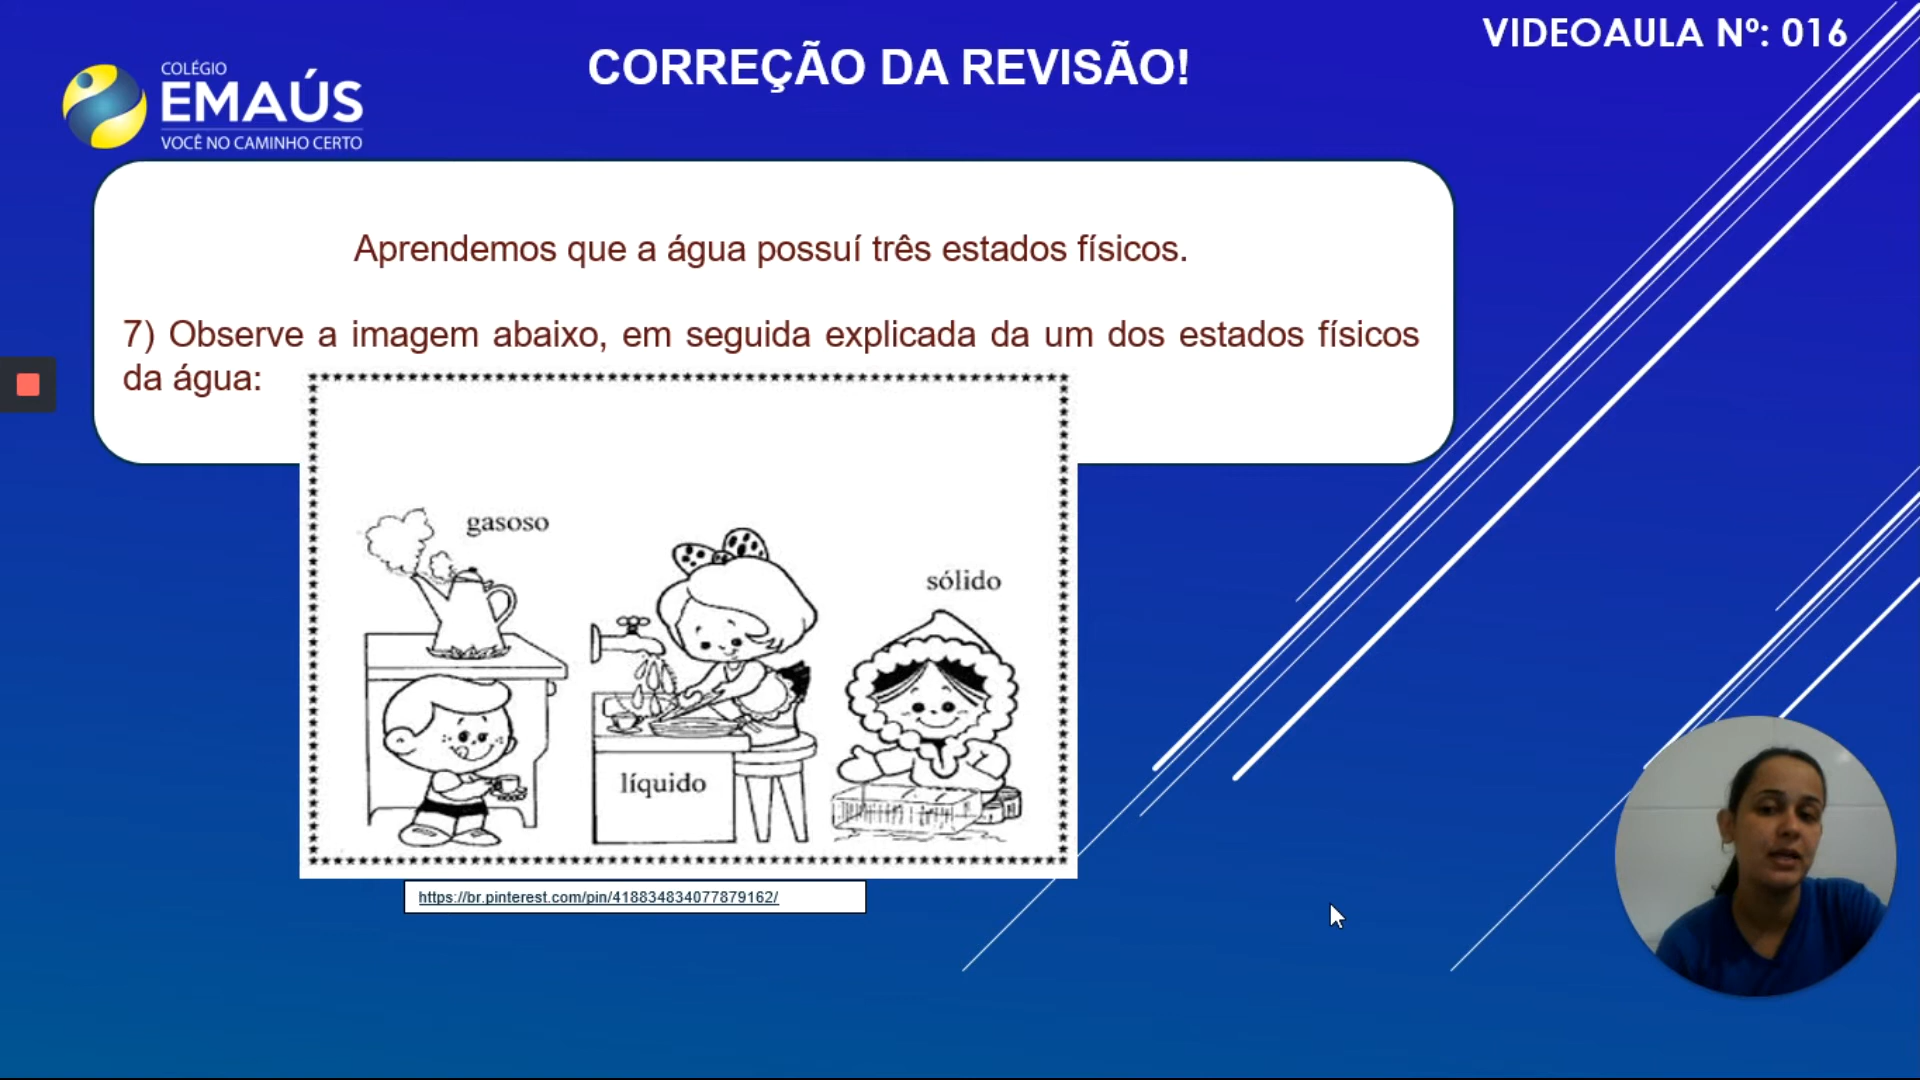 VIDEOAULA Nº: 016
CORREÇÃO DA REVISÃO!
COLÉGIO
EMAÚS
VOCÊ NO CAMINHO CERTO
Aprendemos que a água possuí três estados físicos.
7) Observe a imagem abaixo, em seguida explicada da um dos estados físicos
da água:
gasoso
sólido
líquido
https://br.pinterest.com/pin/418834834077879162/